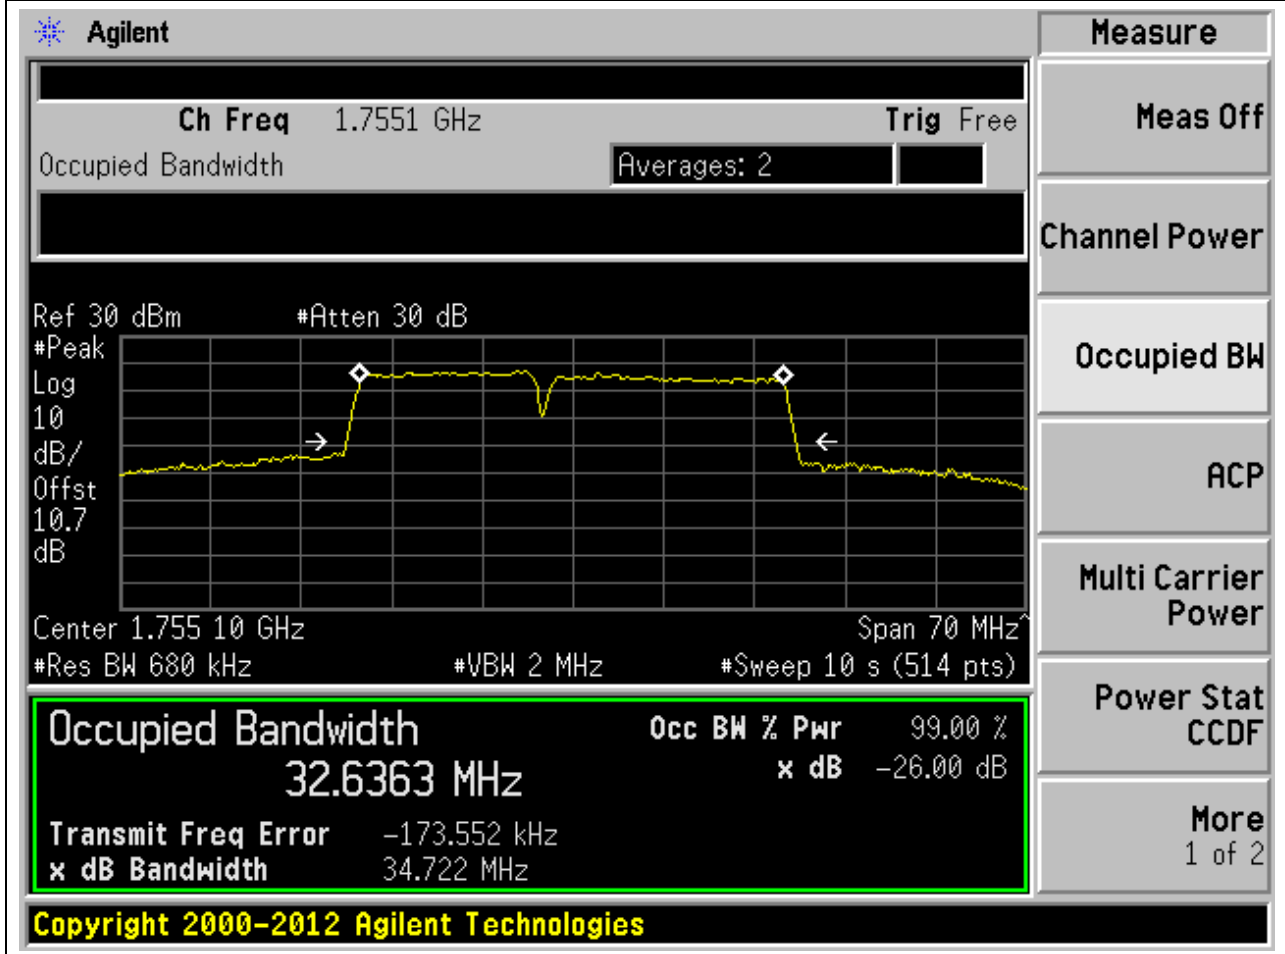 Agilent
Measure
Ch Freq 1.7551 GHz Trig Free
Occupied Bandwidth Averages: 2
Meas Off
Channel Power
Occupied BW
ACP
Multi Carrier
Power
Power Stat
CCDF
More
1 of 2
Ref 30 dBm #Atten 30 dB
#Peak
Log
10
dB/
Offst
10.7
dB
Center 1.755 10 GHz Span 70 MHz^
#Res BW 680 kHz #VBW 2 MHz #Sweep 10 s (514 pts)
Occupied Bandwidth Occ BW % Pwr 99.00 %
32.6363 MHz x dB -26.00 dB
Transmit Freq Error -173.552 kHz
x dB Bandwidth 34.722 MHz
Copyright 2000-2012 Agilent Technologies